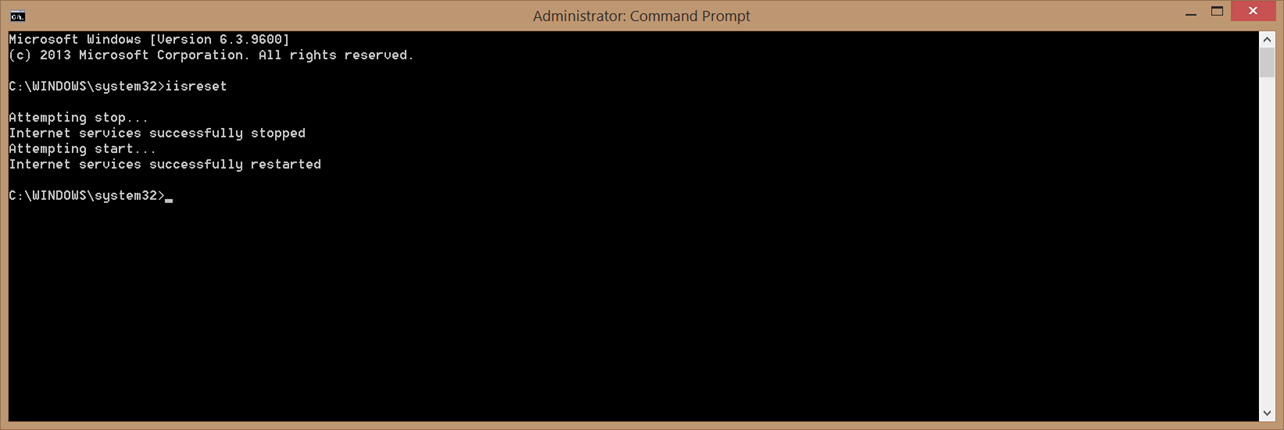 Administrator: Command Prompt
Microsoft Windows [Version 6.3.9600]
(c) 2013 Microsoft Corporation. All rights reserved.
C:\WINDOWS\system32>iisreset
Attempting stop...
Internet services successfully stopped
Attempting start...
Internet services successfully restarted
C:\WINDOWS\system32>